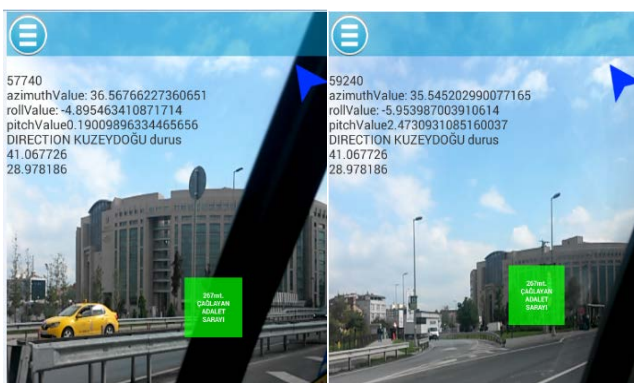 57740
azimuthValue: 36.56766227360651
rollValue: -4.895463410871714
pitchValue0.19009896334465656
DIRECTION KUZEYDOĞU durus
41.067726
28.978186
267mt.
ÇAĞLAYAN
ADALET
SARAYI
59240
azimuthValue: 35.545202990077165
rollValue: -5.953987003910614
pitchValue2.4730931085160037
DIRECTION KUZEYDOĞU durus
41.067726
28.978186
267mt.
ÇAĞLAYAN
ADALET
SARAYI